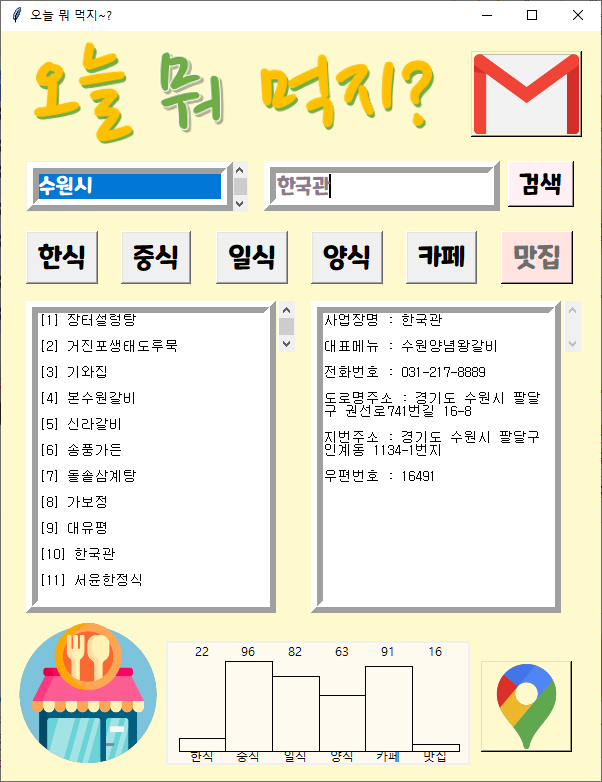 오늘 뭐 먹지~?
오늘 뭐 먹지?
수원시 한국관 검색
한식 중식 일식 양식 카페 맛집
[1] 장터설렁탕
[2] 거진포생태도루묵
[3] 기와집
[4] 본수원갈비
[5] 신라갈비
[6] 송풍가든
[7] 돌솥삼계탕
[8] 가보정
[9] 대유평
[10] 한국관
[11] 서윤한정식
사업장명 : 한국관
대표메뉴 : 수원양념왕갈비
전화번호 : 031-217-8889
도로명주소 : 경기도 수원시 팔달
구 권선로741번길 16-8
지번주소 : 경기도 수원시 팔달구
인계동 1134-1번지
우편번호 : 16491
22 96 82 63 91 16
한식 중식 일식 양식 카페 맛집